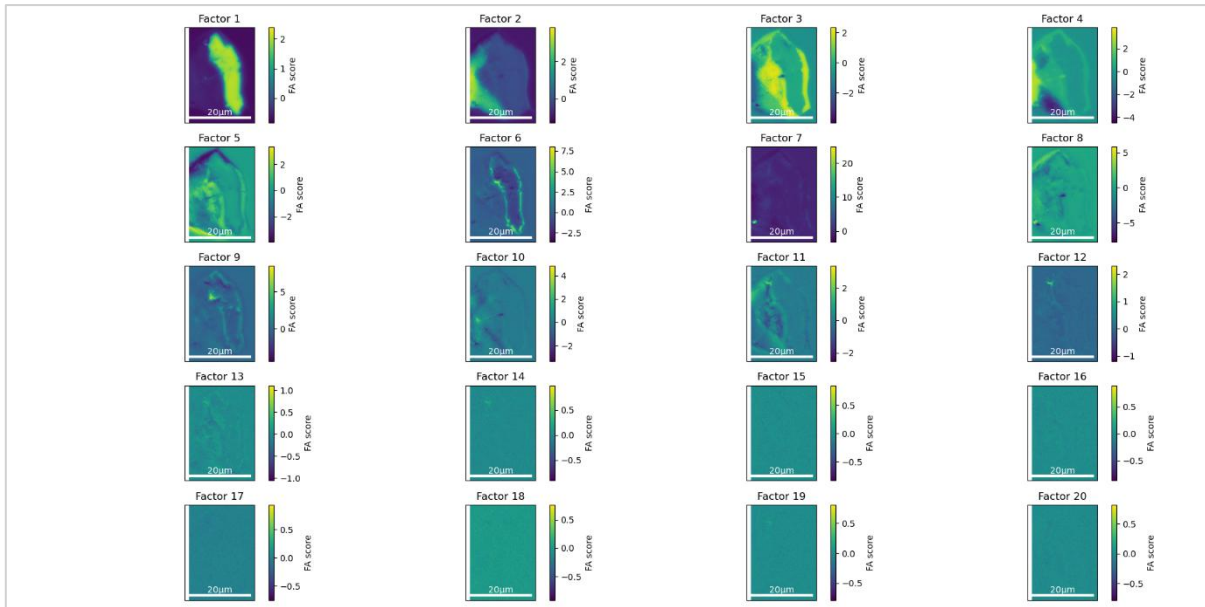 Factor 1 Factor 2 Factor 3 Factor 4
2 1 0 FA score 20μm
2 0 FA score 20μm
2 0 −2 FA score 20μm
2 0 −2 −4 FA score 20μm
Factor 5 Factor 6 Factor 7 Factor 8
2 0 −2 FA score 20μm
7.5 5.0 2.5 0.0 −2.5 FA score 20μm
20 10 0 FA score 20μm
5 0 −5 FA score 20μm
Factor 9 Factor 10 Factor 11 Factor 12
5 0 FA score 20μm
4 2 0 −2 FA score 20μm
2 0 −2 FA score 20μm
2 1 0 −1 FA score 20μm
Factor 13 Factor 14 Factor 15 Factor 16
1.0 0.5 0.0 −0.5 −1.0 FA score 20μm
0.5 0.0 −0.5 FA score 20μm
0.5 0.0 −0.5 FA score 20μm
0.5 0.0 −0.5 FA score 20μm
Factor 17 Factor 18 Factor 19 Factor 20
0.5 0.0 −0.5 FA score 20μm
0.5 0.0 −0.5 FA score 20μm
0.5 0.0 −0.5 FA score 20μm
0.5 0.0 −0.5 FA score 20μm